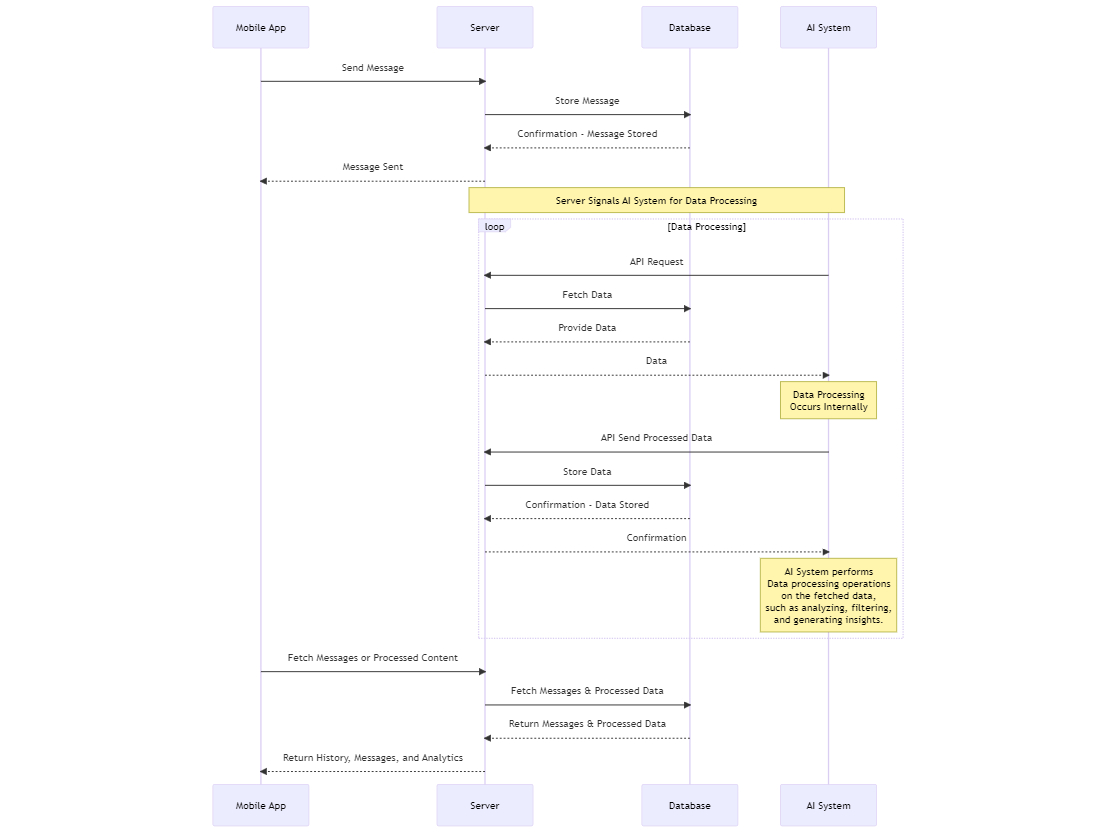 Mobile App
Server
Database
AI System
Send Message
Store Message
Confirmation - Message Stored
Message Sent
Server Signals AI System for Data Processing
loop
[Data Processing]
API Request
Fetch Data
Provide Data
Data
Data Processing
Occurs Internally
API Send Processed Data
Store Data
Confirmation - Data Stored
Confirmation
AI System performs
Data processing operations
on the fetched data,
such as analyzing, filtering,
and generating insights.
Fetch Messages or Processed Content
Fetch Messages & Processed Data
Return Messages & Processed Data
Return History, Messages, and Analytics
Mobile App
Server
Database
AI System